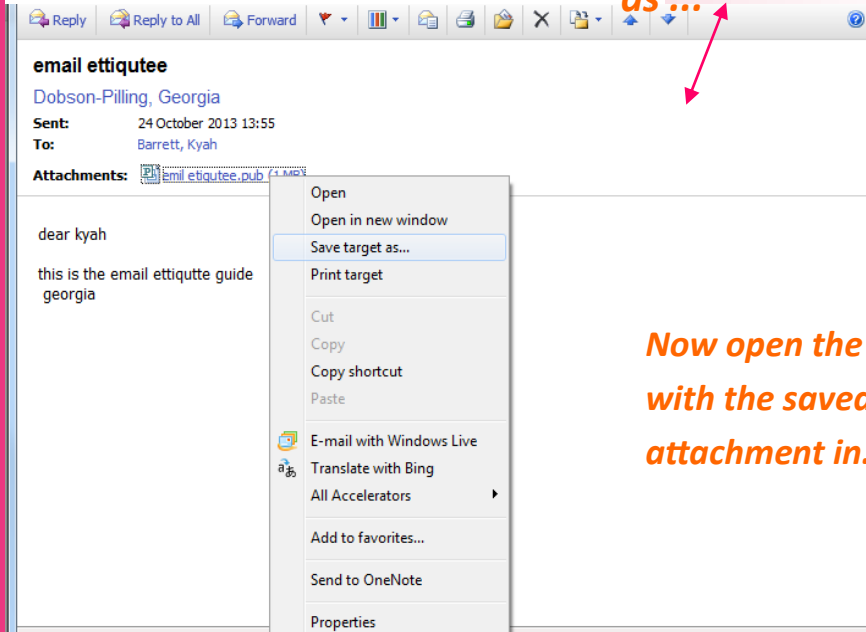 as ...
Reply Reply to All Forward
email ettiqutee
Dobson-Pilling, Georgia
Sent: 24 October 2013 13:55
To: Barrett, Kyah
Attachments: emil etiqutee.pub (1 MB)
dear kyah
this is the email ettiqutte guide
georgia
Open
Open in new window
Save target as...
Print target
Cut
Copy
Copy shortcut
Paste
E-mail with Windows Live
Translate with Bing
All Accelerators
Add to favorites...
Send to OneNote
Properties
Now open the
with the saved
attachment in.